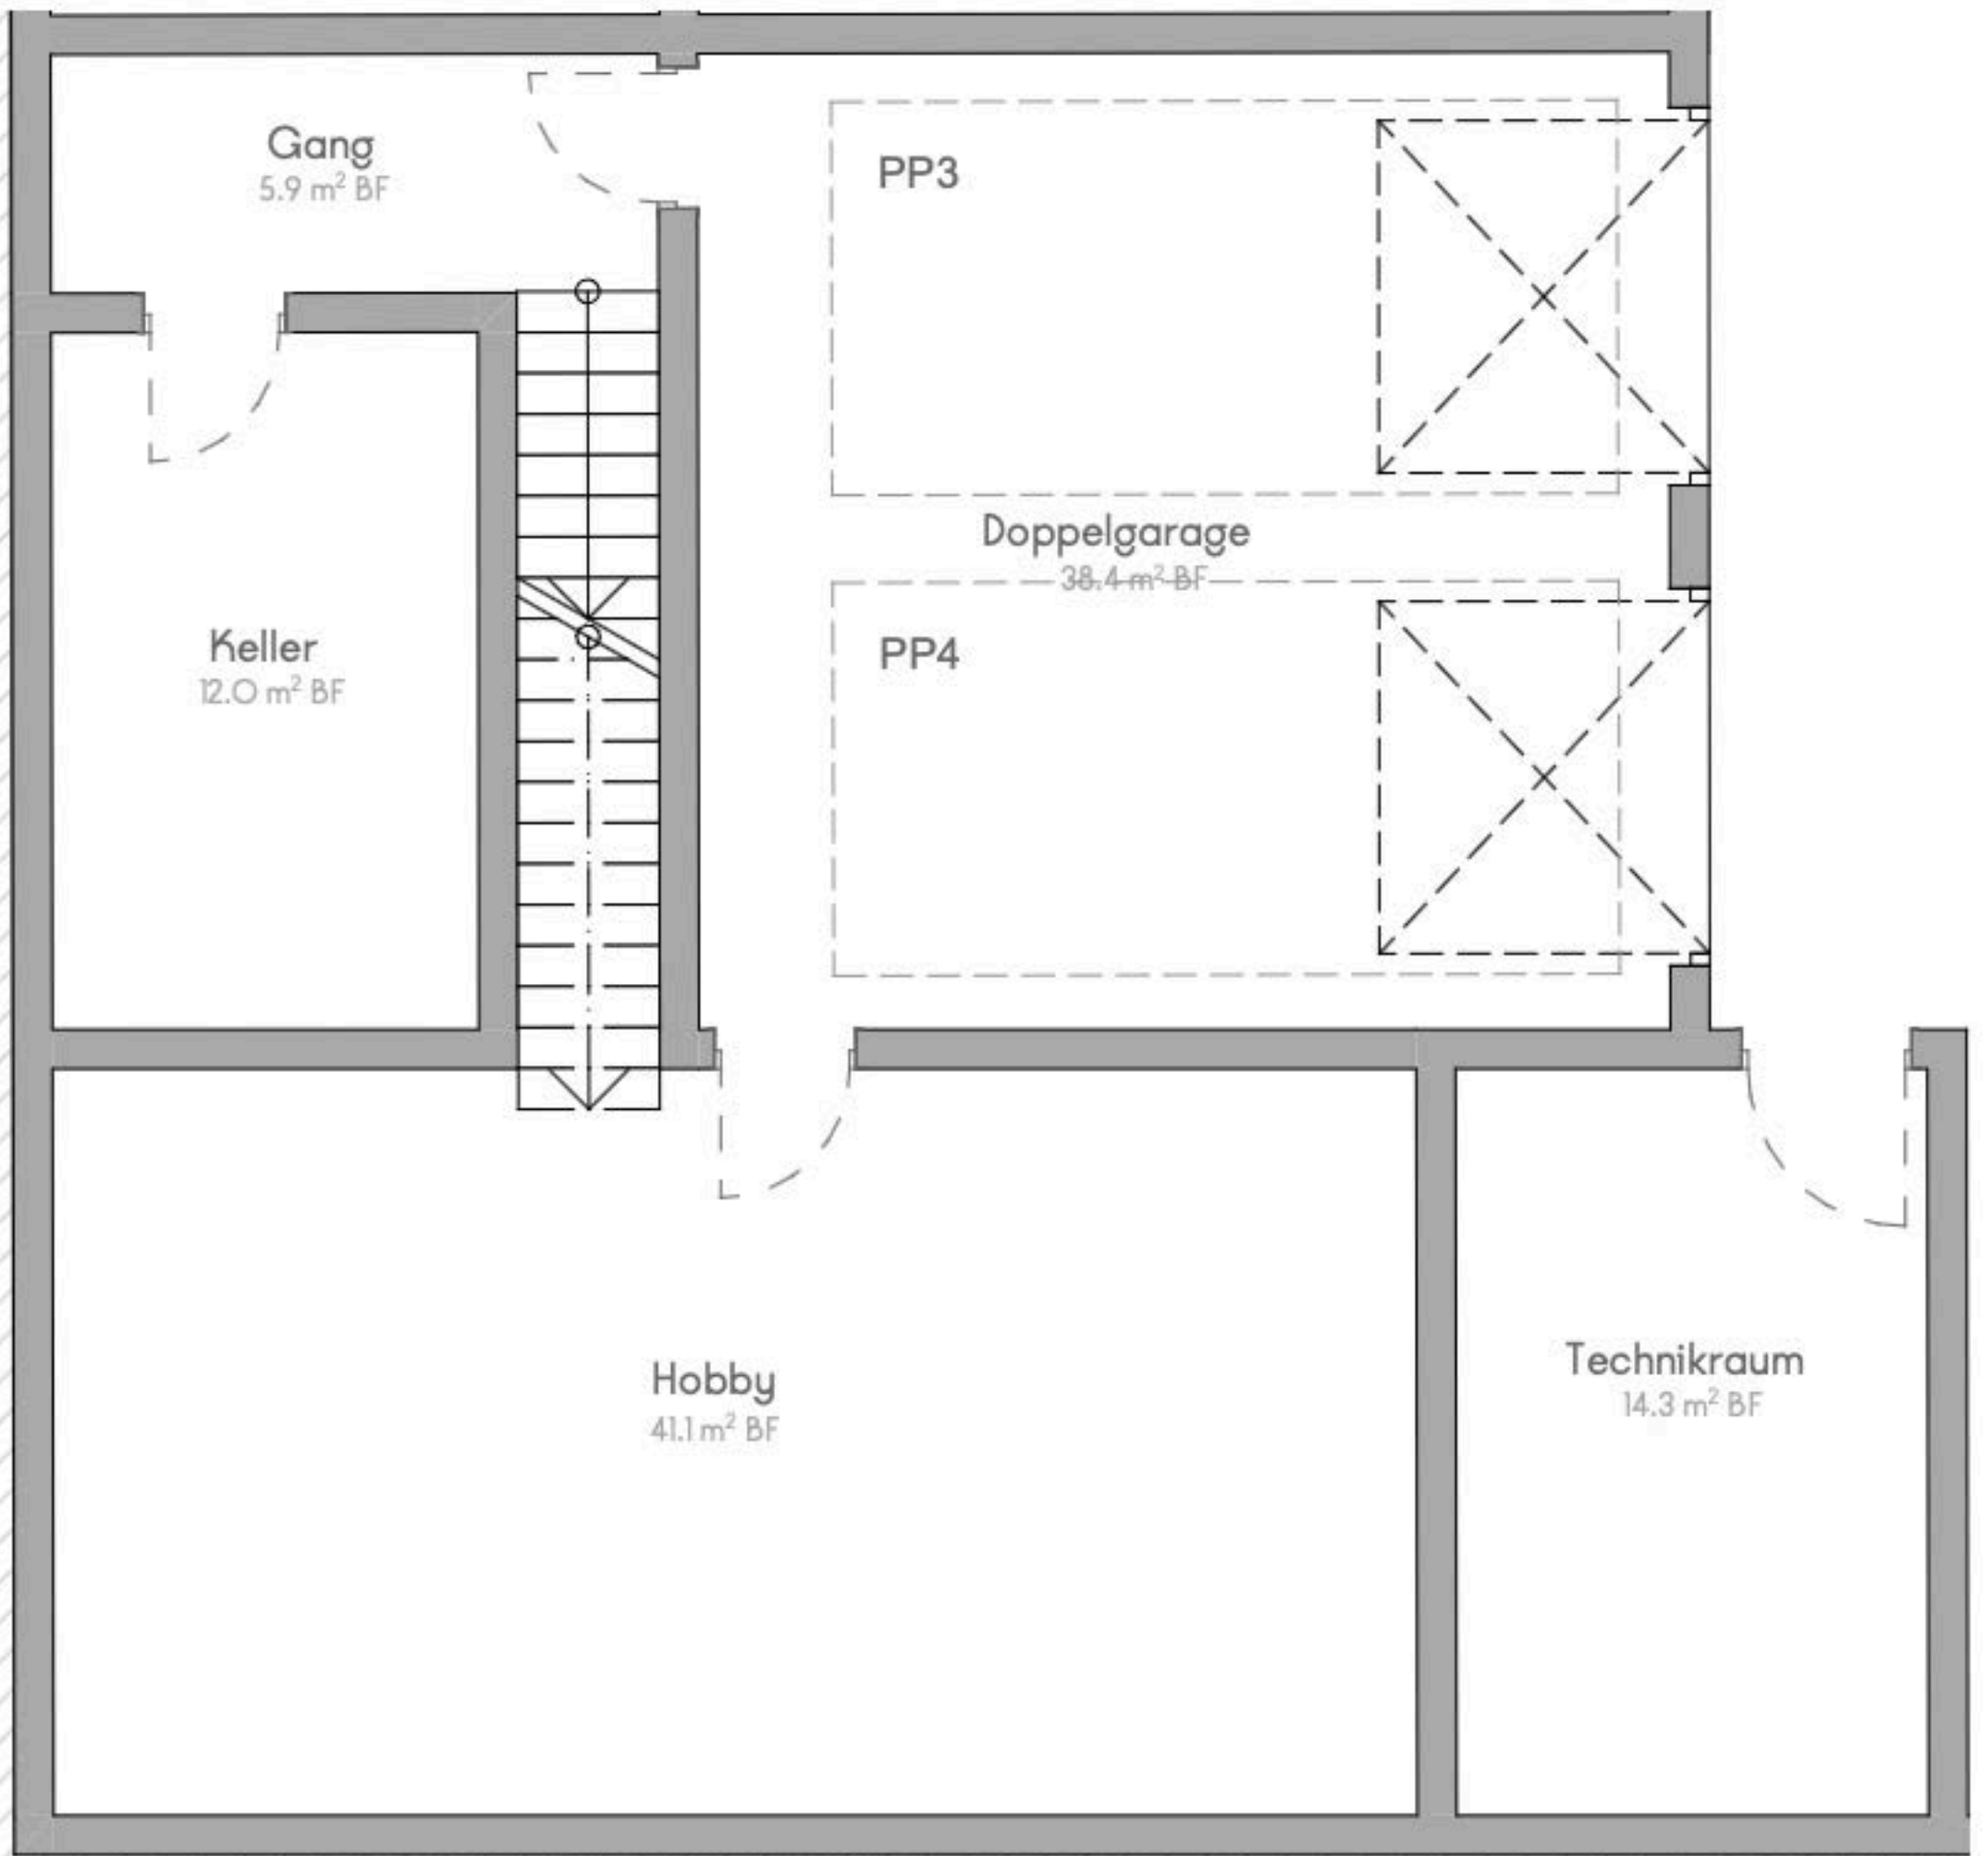 Gang
5.9 m² BF
PP3
Doppelgarage
38.4 m² BF
Keller
12.0 m² BF
PP4
Hobby
41.1 m² BF
Technikraum
14.3 m² BF